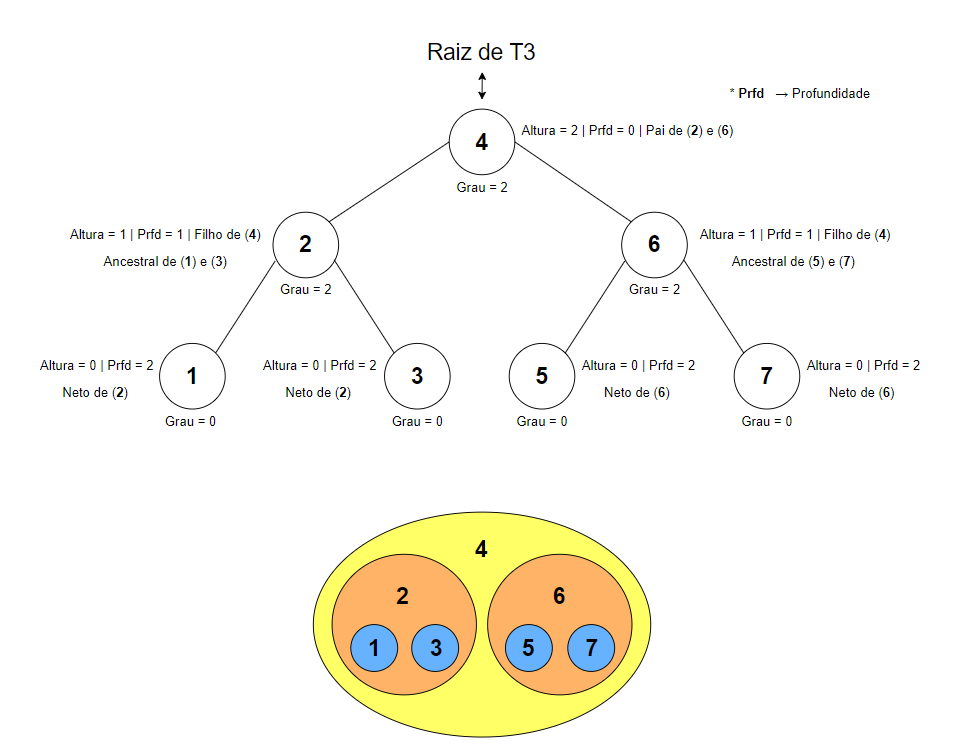 Raiz de T3
* Prfd → Profundidade
4
Altura = 2 | Prfd = 0 | Pai de (2) e (6)
Grau = 2
Altura = 1 | Prfd = 1 | Filho de (4)
Ancestral de (1) e (3)
2
Grau = 2
6
Altura = 1 | Prfd = 1 | Filho de (4)
Ancestral de (5) e (7)
Grau = 2
Altura = 0 | Prfd = 2
Neto de (2)
1
Grau = 0
Altura = 0 | Prfd = 2
Neto de (2)
3
Grau = 0
5
Altura = 0 | Prfd = 2
Neto de (6)
Grau = 0
7
Altura = 0 | Prfd = 2
Neto de (6)
Grau = 0
4
2
6
1
3
5
7